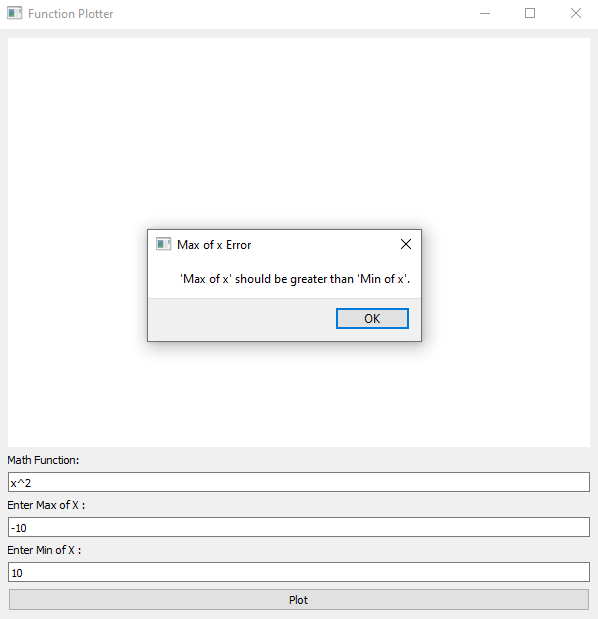 Function Plotter
Max of x Error
'Max of x' should be greater than 'Min of x'.
OK
Math Function:
x^2
Enter Max of X :
-10
Enter Min of X :
10
Plot